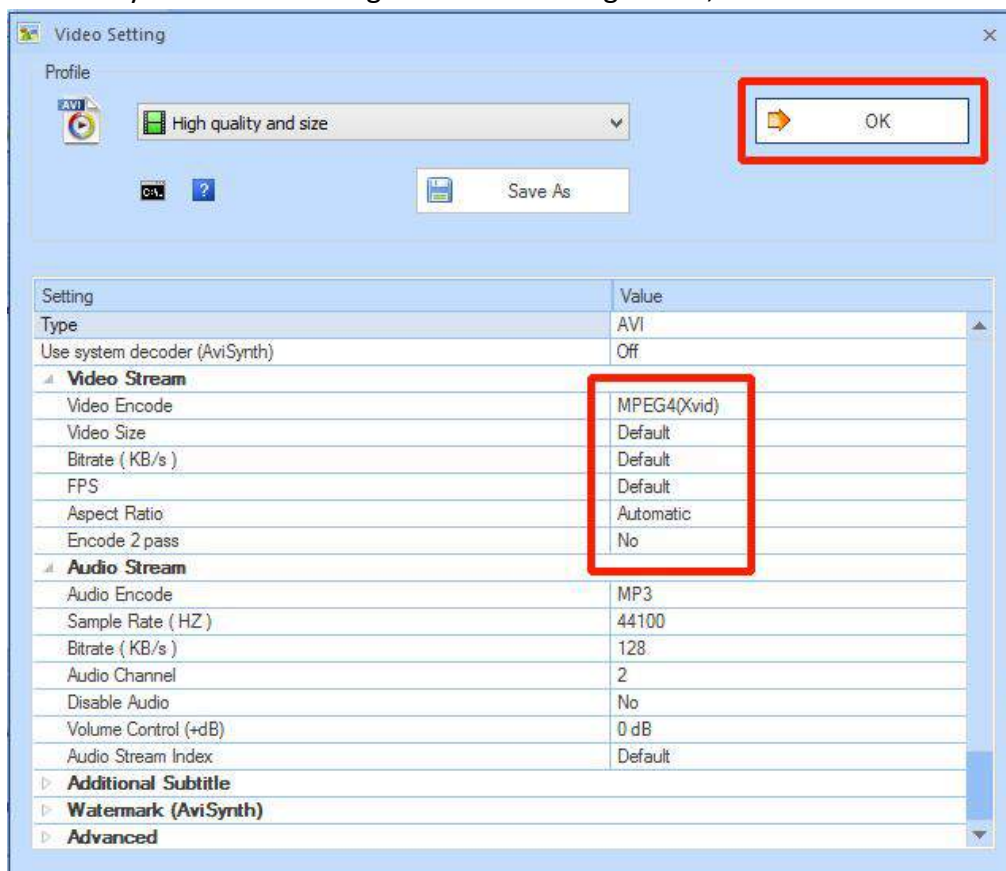 Video Setting
Profile
AVI
High quality and size
OK
C:\.
?
Save As
Setting Value
Type AVI
Use system decoder (AviSynth) Off
Video Stream
Video Encode MPEG4(Xvid)
Video Size Default
Bitrate ( KB/s ) Default
FPS Default
Aspect Ratio Automatic
Encode 2 pass No
Audio Stream
Audio Encode MP3
Sample Rate ( HZ ) 44100
Bitrate ( KB/s ) 128
Audio Channel 2
Disable Audio No
Volume Control (+dB) 0 dB
Audio Stream Index Default
Additional Subtitle
Watermark (AviSynth)
Advanced